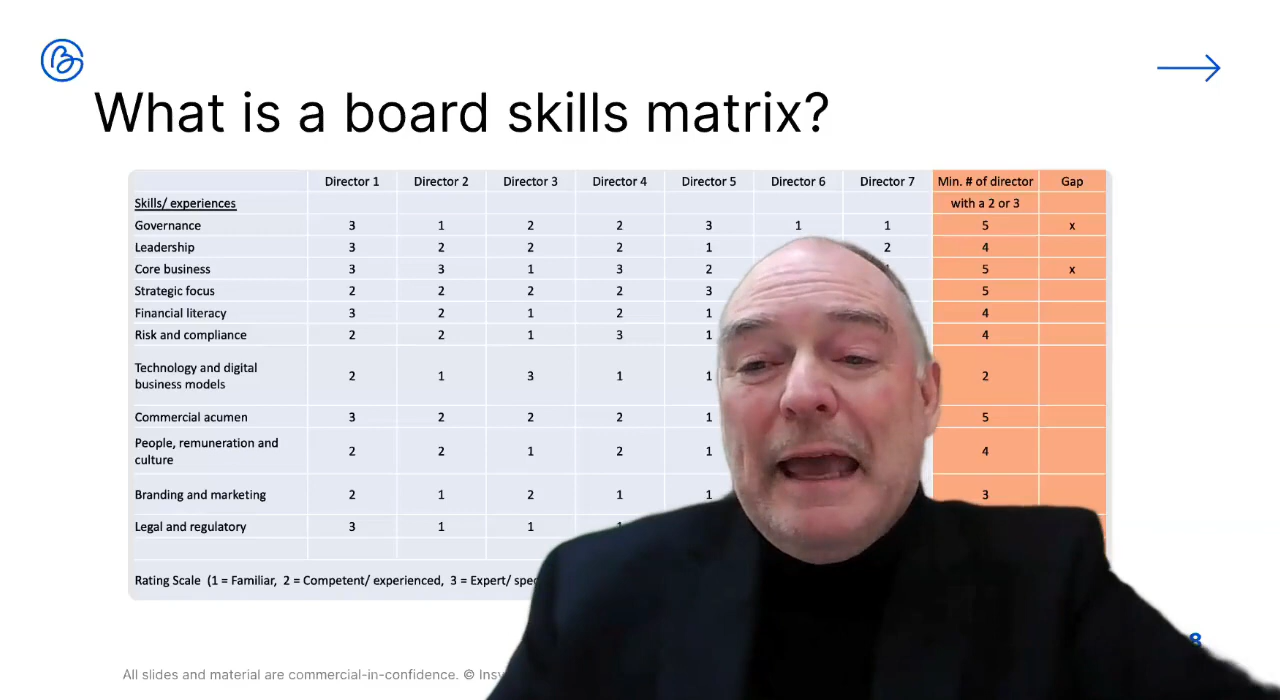 What is a board skills matrix?
Director 1 Director 2 Director 3 Director 4 Director 5 Director 6 Director 7 Min. # of director Gap
Skills/ experiences with a 2 or 3
Governance 3 1 2 2 3 1 1 5 x
Leadership 3 2 2 2 1 2 4
Core business 3 3 1 3 2 5 x
Strategic focus 2 2 2 2 3 5
Financial literacy 3 2 1 2 1 4
Risk and compliance 2 2 1 3 1 4
Technology and digital
business models 2 1 3 1 1 2
Commercial acumen 3 2 2 2 1 5
People, remuneration and
culture 2 2 1 2 1 4
Branding and marketing 2 1 2 1 1 3
Legal and regulatory 3 1 1
Rating Scale (1 = Familiar, 2 = Competent/ experienced, 3 = Expert/
8
All slides and material are commercial-in-confidence. ©